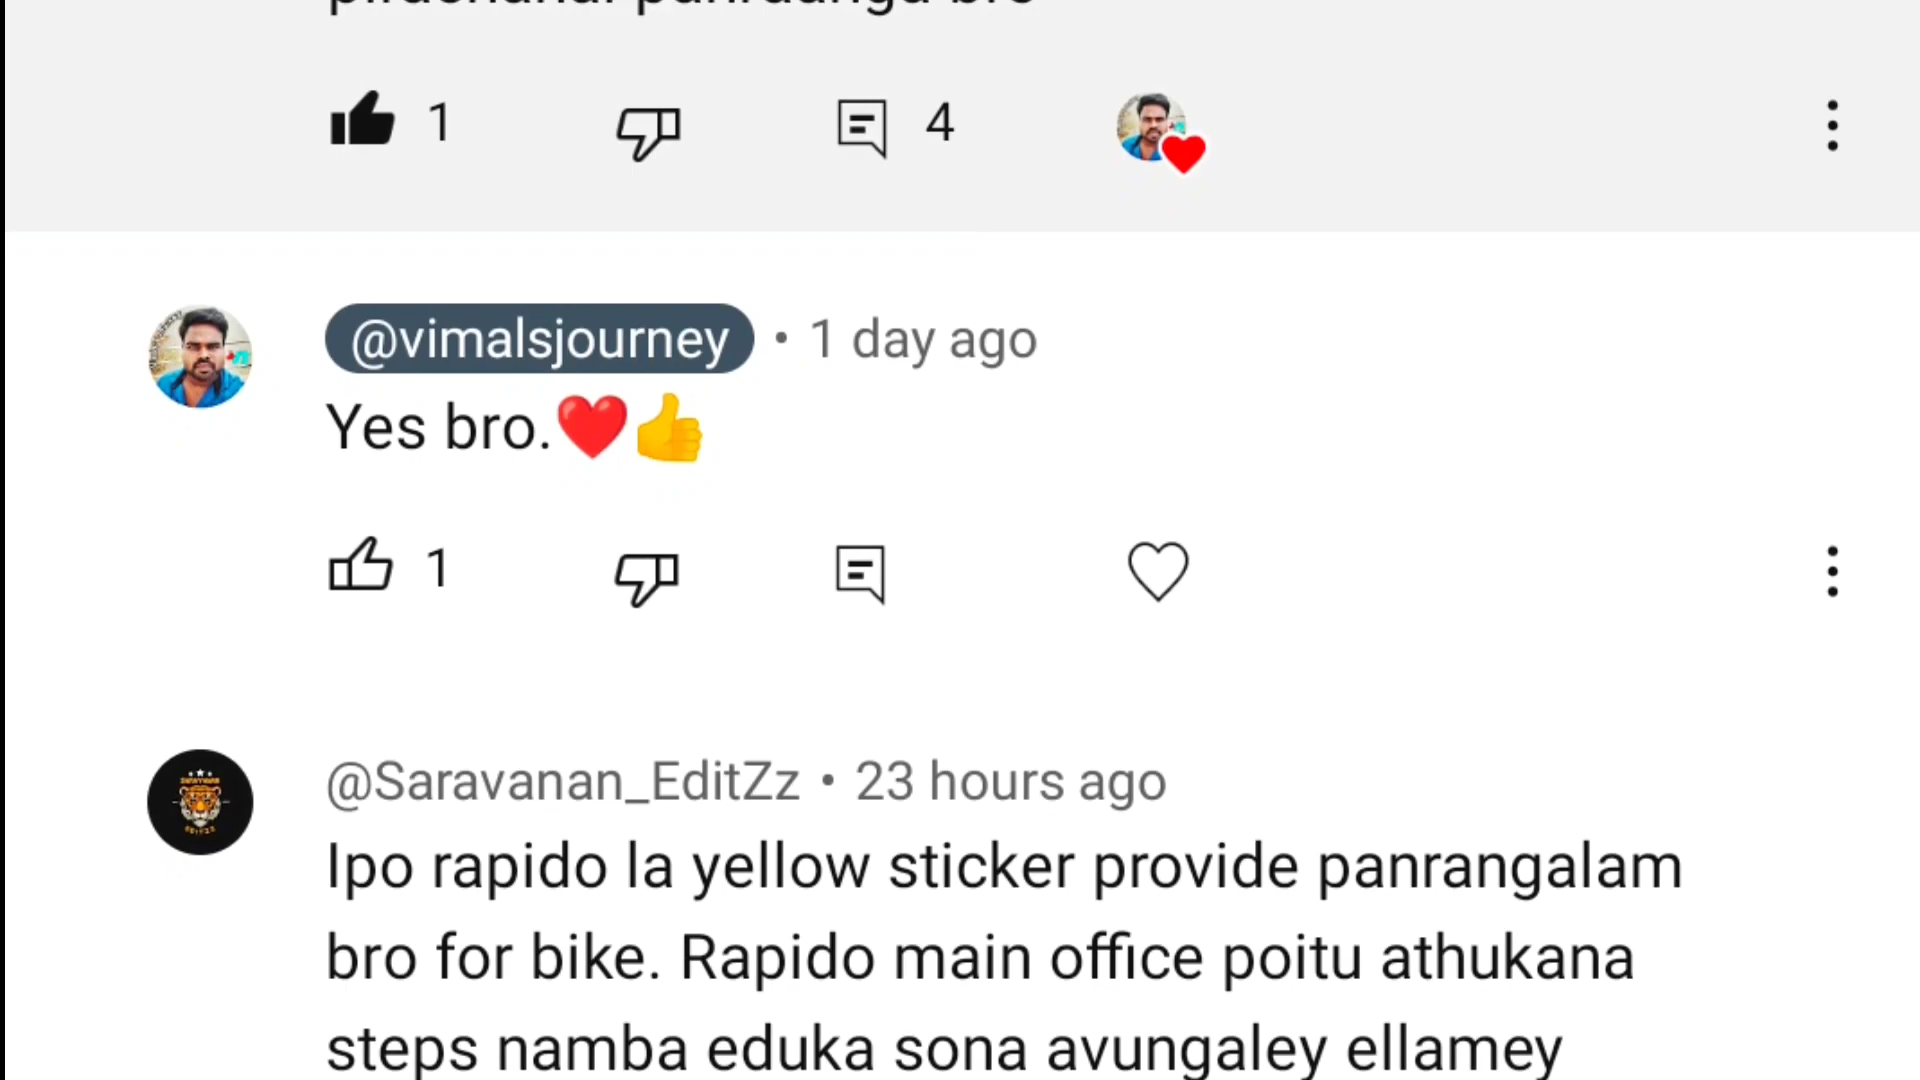 1
4
@vimalsjourney • 1 day ago
Yes bro.❤️👍
1
@Saravanan_EditZz • 23 hours ago
Ipo rapido la yellow sticker provide panrangalam
bro for bike. Rapido main office poitu athukana
steps namba eduka sona avungaley ellamey